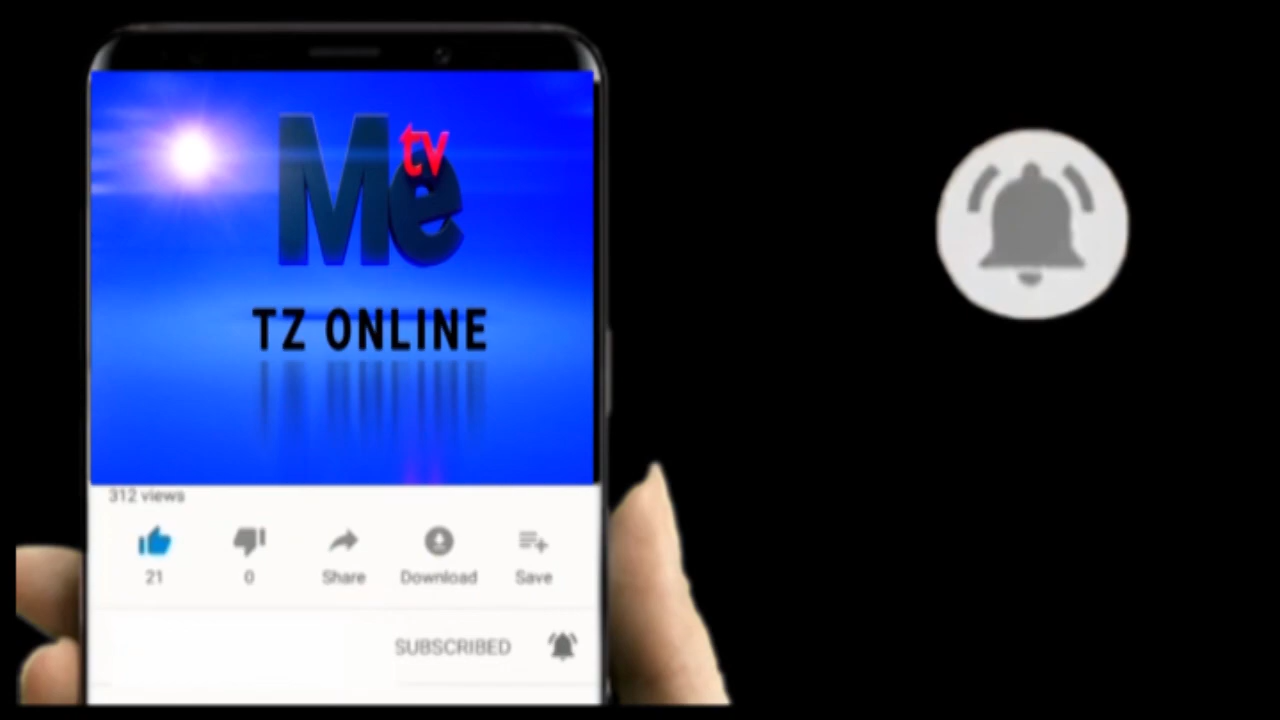 Me tv
TZ ONLINE
312 views
21
0
Share
Download
Save
SUBSCRIBED